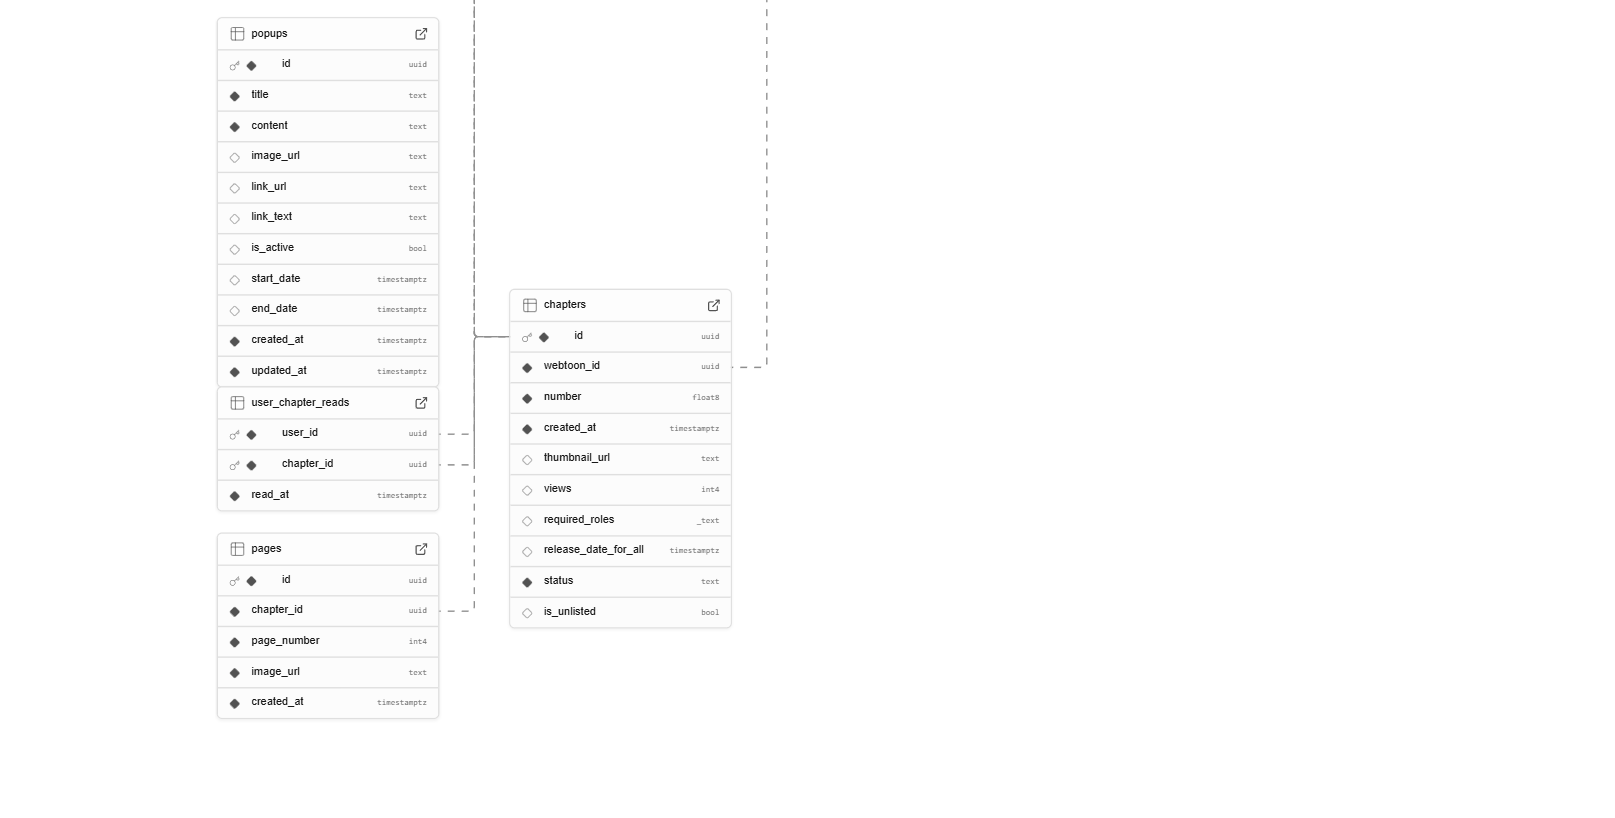 popups
id uuid
title text
content text
image_url text
link_url text
link_text text
is_active bool
start_date timestamptz
end_date timestamptz
created_at timestamptz
updated_at timestamptz
user_chapter_reads
user_id uuid
chapter_id uuid
read_at timestamptz
pages
id uuid
chapter_id uuid
page_number int4
image_url text
created_at timestamptz
chapters
id uuid
webtoon_id uuid
number float8
created_at timestamptz
thumbnail_url text
views int4
required_roles _text
release_date_for_all timestamptz
status text
is_unlisted bool